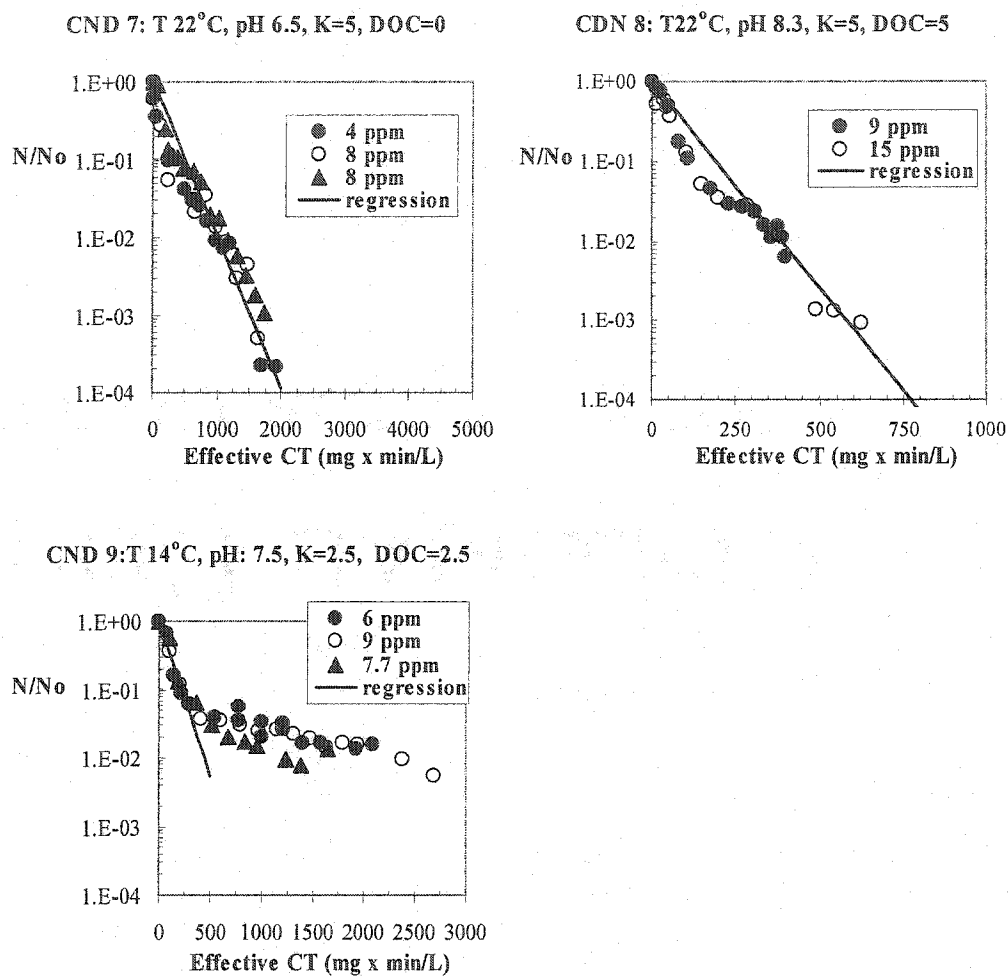 CND 7: T 22°C, pH 6.5, K=5, DOC=0
1.E+00
1.E-01
1.E-02
1.E-03
1.E-04
N/No
4 ppm
8 ppm
8 ppm
regression
0 1000 2000 3000 4000 5000
Effective CT (mg x min/L)
CDN 8: T22°C, pH 8.3, K=5, DOC=5
1.E+00
1.E-01
1.E-02
1.E-03
1.E-04
N/No
9 ppm
15 ppm
regression
0 250 500 750 1000
Effective CT (mg x min/L)
CND 9:T 14°C, pH: 7.5, K=2.5, DOC=2.5
1.E+00
1.E-01
1.E-02
1.E-03
1.E-04
N/No
6 ppm
9 ppm
7.7 ppm
regression
0 500 1000 1500 2000 2500 3000
Effective CT (mg x min/L)